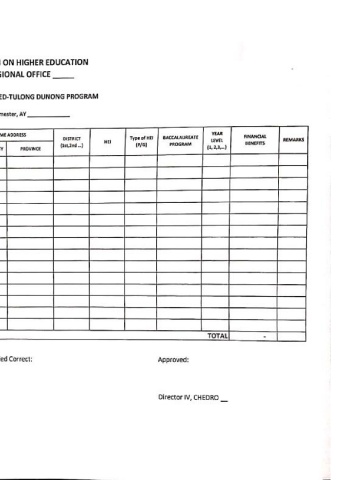 ON HIGHER EDUCATION
GIONAL OFFICE _____
ED-TULONG DUNONG PROGRAM
mester, AY ____________
ME ADDRESS
DISTRICT
(1st,2nd ...)
HEI
Type of HEI
(P/G)
BACCALAUREATE
PROGRAM
YEAR
LEVEL
(1, 2,3,...)
FINANCIAL
BENEFITS
REMARKS
Y
PROVINCE
TOTAL
-
ed Correct:
Approved:
Director IV, CHEDRO __